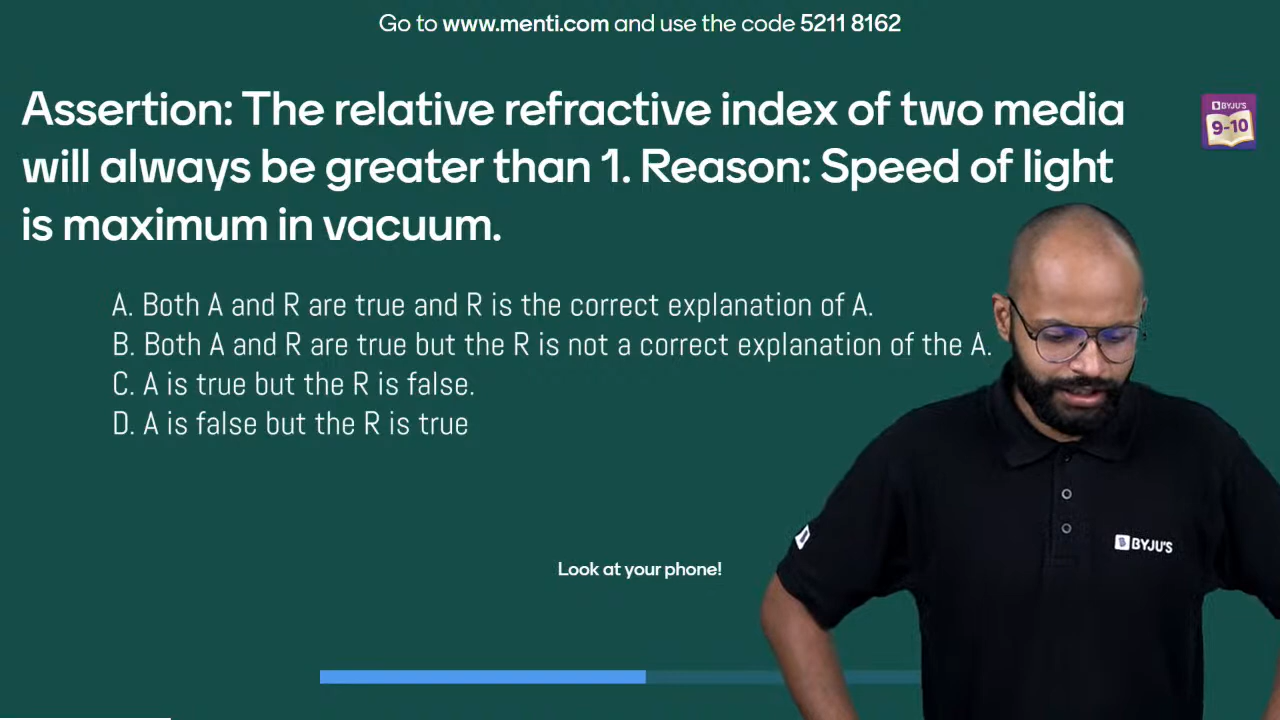 Go to www.menti.com and use the code 5211 8162
Assertion: The relative refractive index of two media
will always be greater than 1. Reason: Speed of light
is maximum in vacuum.
BYJU'S
9-10
A. Both A and R are true and R is the correct explanation of A.
B. Both A and R are true but the R is not a correct explanation of the A.
C. A is true but the R is false.
D. A is false but the R is true
BYJU'S
Look at your phone!